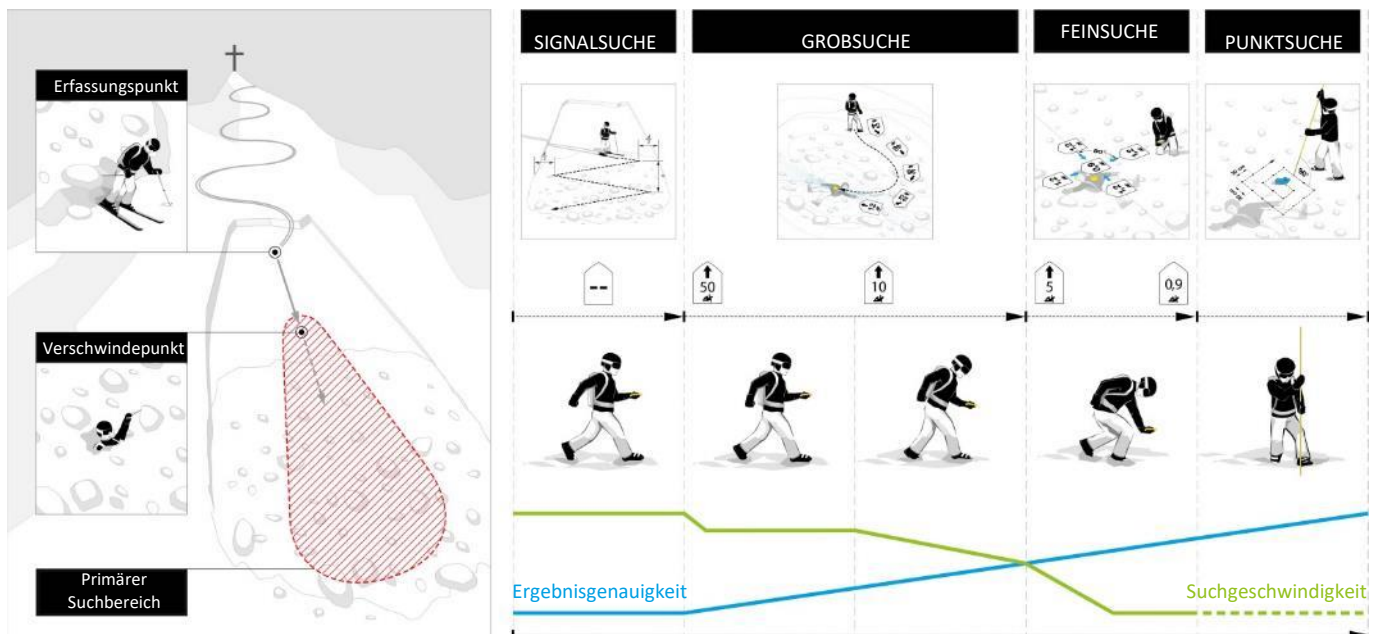 Erfassungspunkt
Verschwindepunkt
Primärer
Suchbereich
SIGNALSUCHE
GROBSUCHE
FEINSUCHE
PUNKTSUCHE
--
50
10
5
0,9
Ergebnisgenauigkeit
Suchgeschwindigkeit